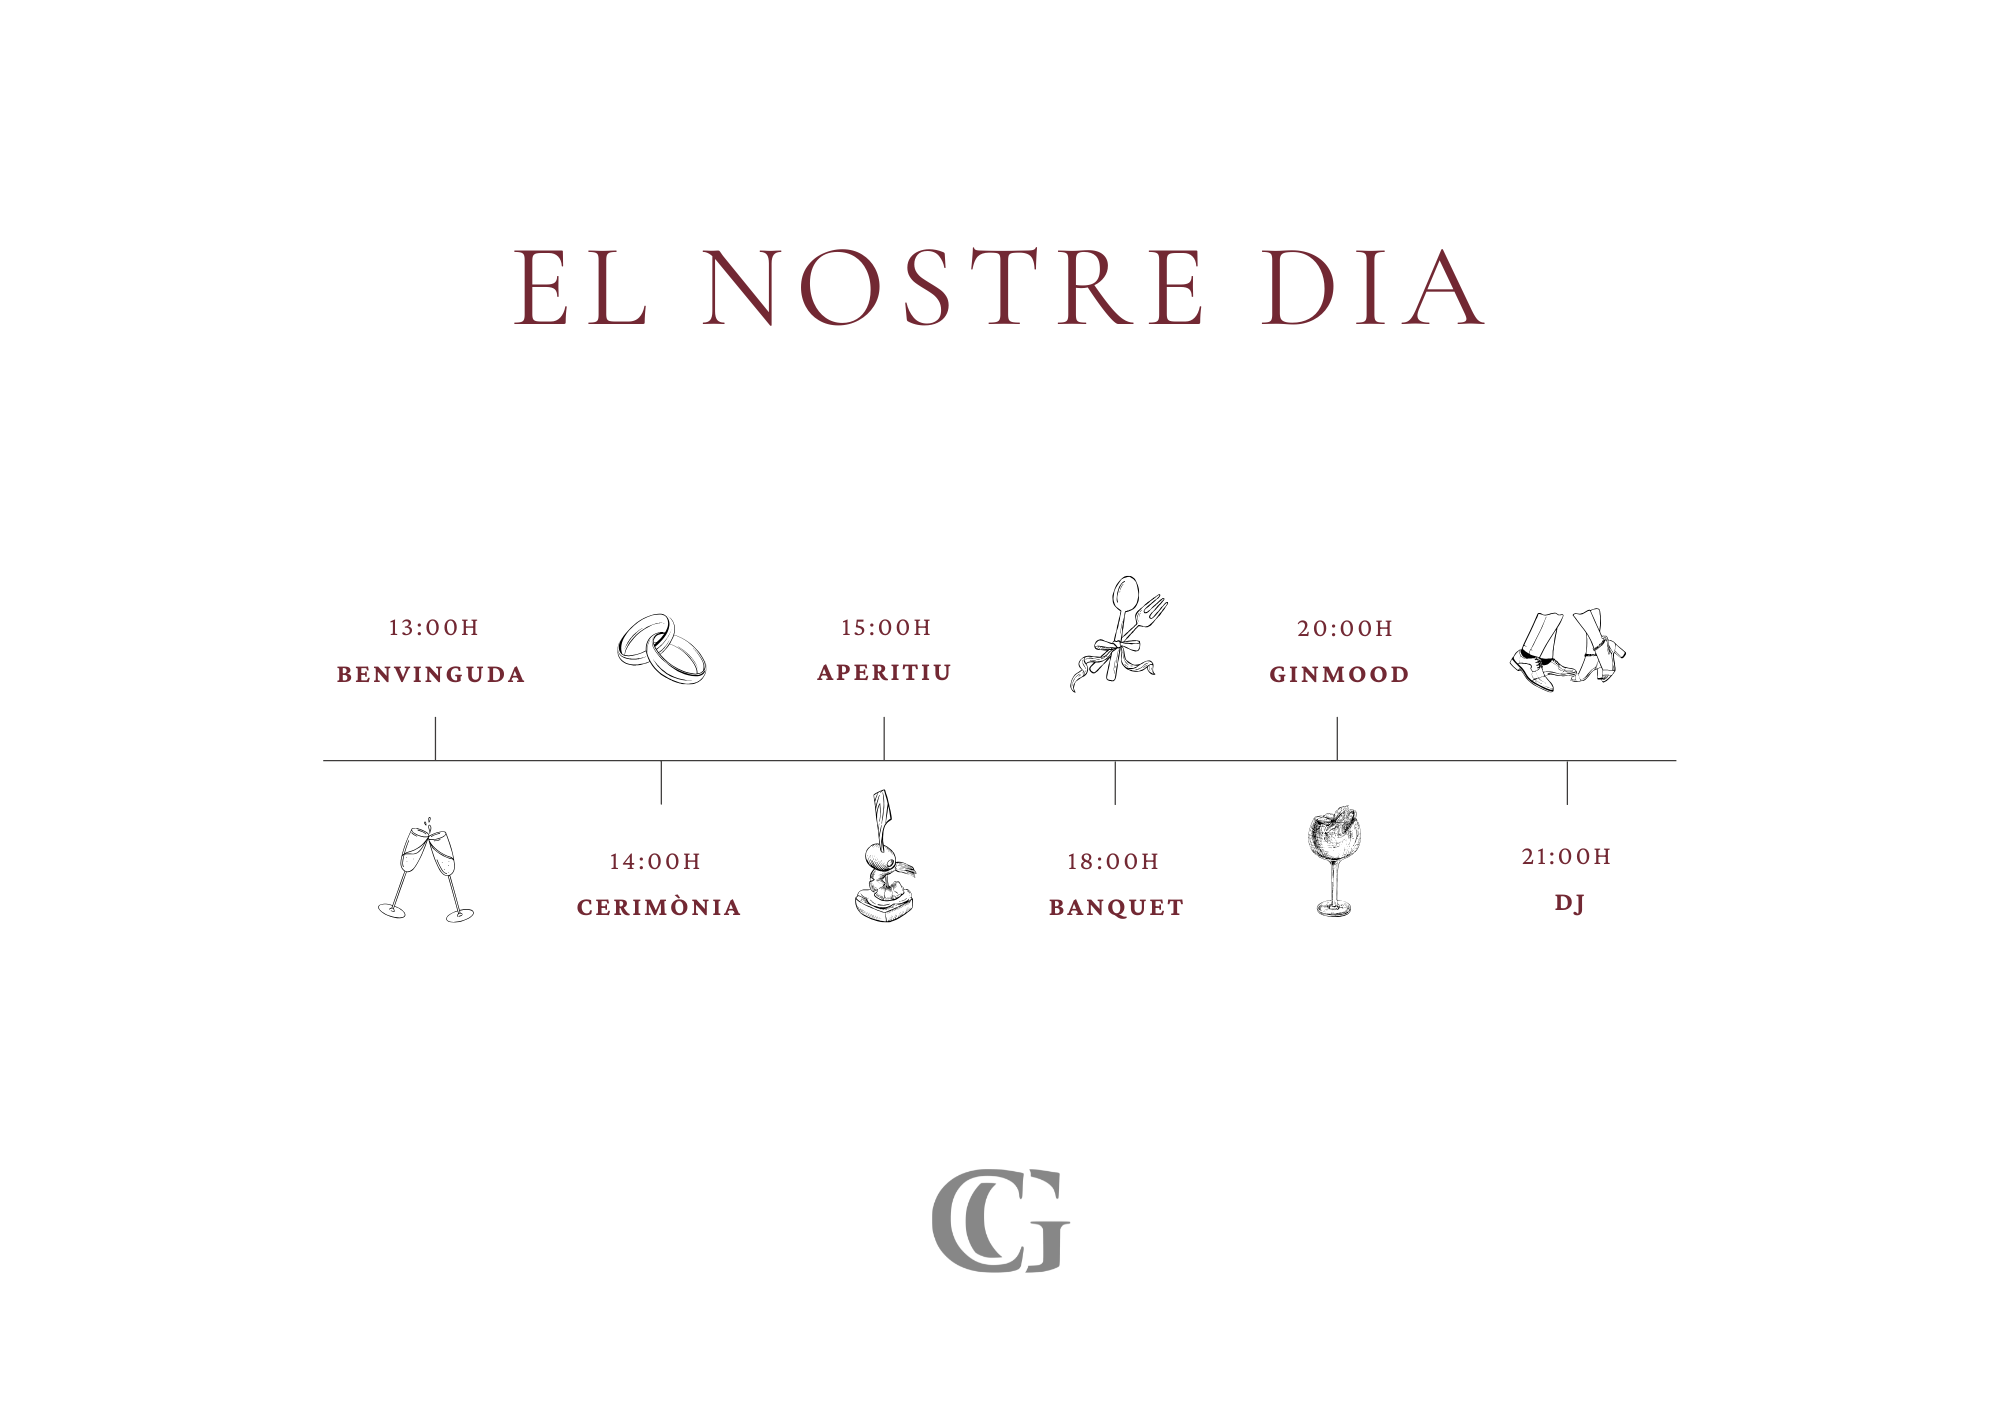 EL NOSTRE DIA
13:00H
BENVINGUDA
14:00H
CERIMÒNIA
15:00H
APERITIU
18:00H
BANQUET
20:00H
GINMOOD
21:00H
DJ
CG